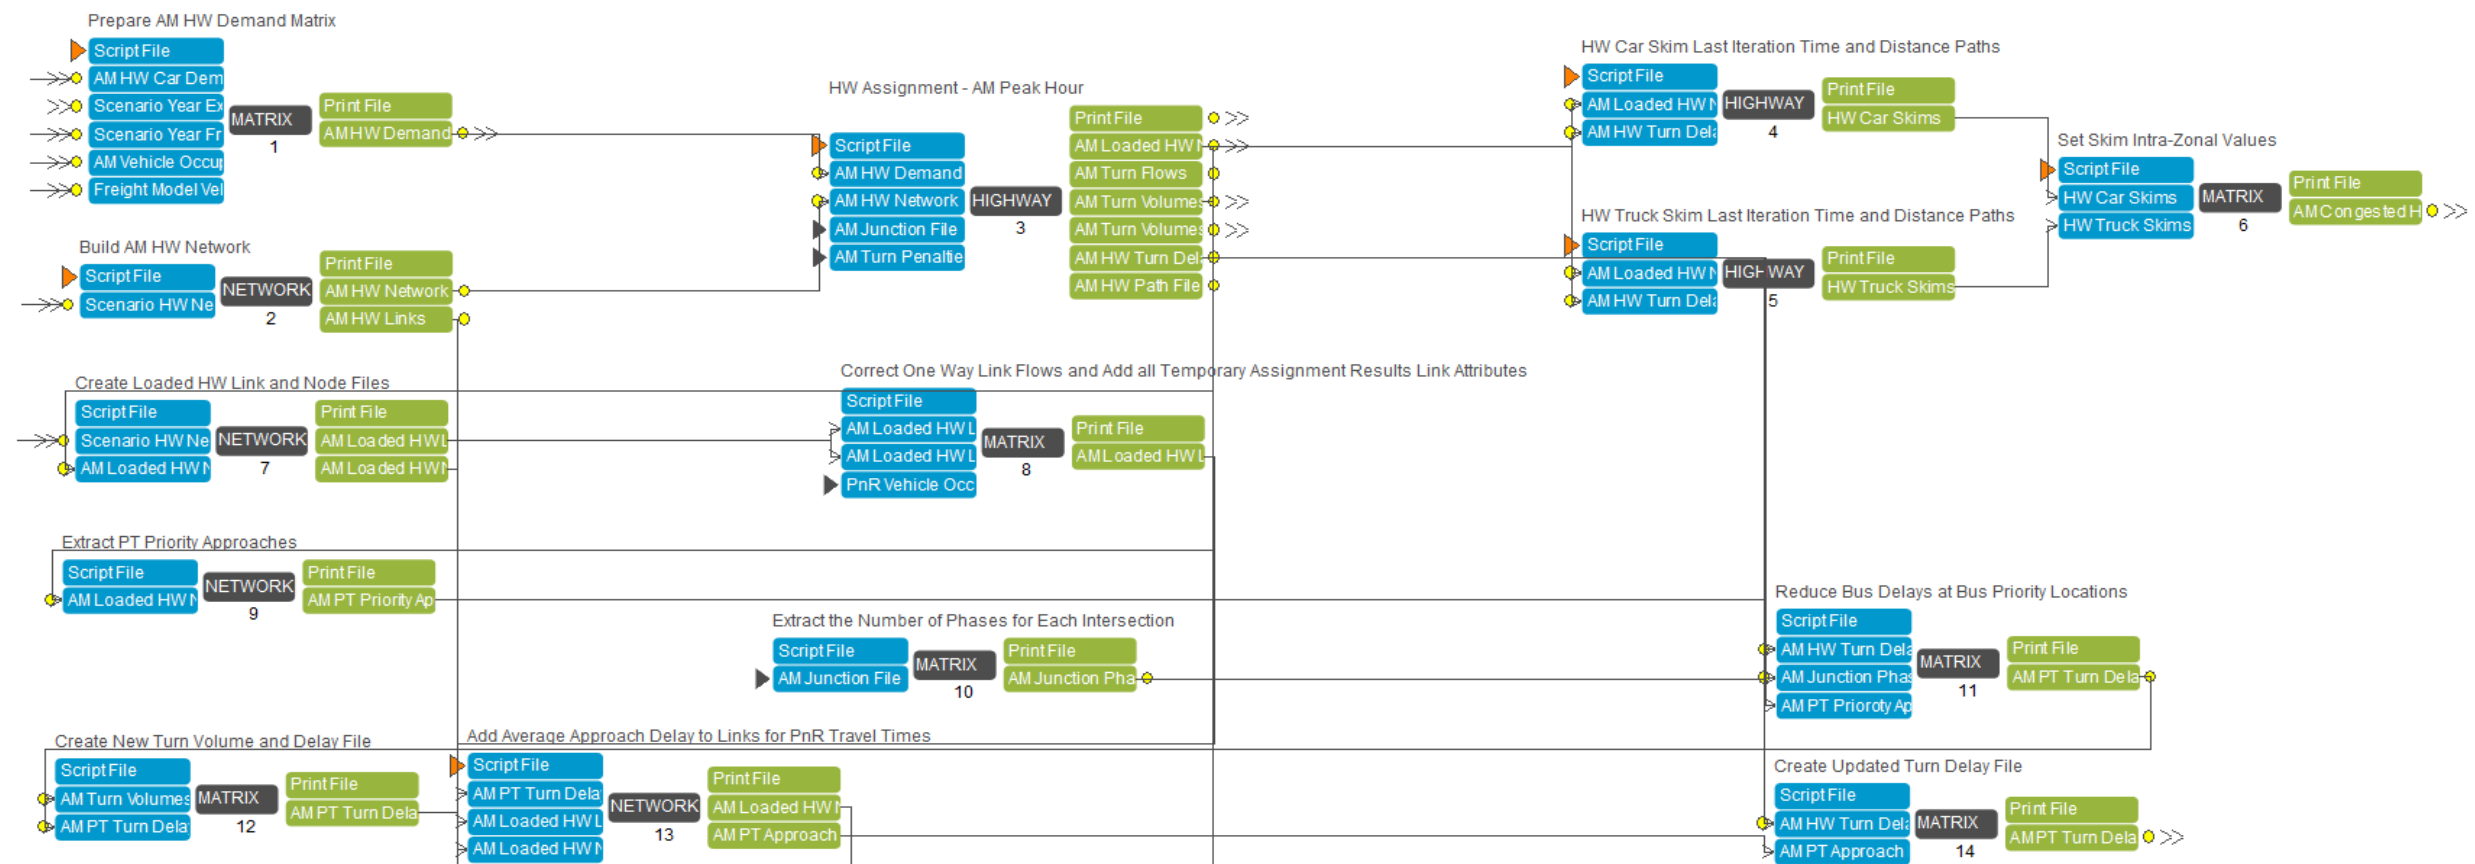 Prepare AM HW Demand Matrix
Script File
AM HW Car Dem
Scenario Year Ex
Scenario Year Fr
AM Vehicle Occup
Freight Model Vel
MATRIX
1
Print File
AM HW Demand
Build AM HW Network
Script File
Scenario HW Ne
NETWORK
2
Print File
AM HW Network
AM HW Links
HW Assignment - AM Peak Hour
Script File
AM HW Demand
AM HW Network
AM Junction File
AM Turn Penaltie
HIGHWAY
3
Print File
AM Loaded HW N
AM Turn Flows
AM Turn Volumes
AM Turn Volumes
AM HW Turn Del
AM HW Path File
HW Car Skim Last Iteration Time and Distance Paths
Script File
AM Loaded HW N
AM HW Turn Dela
HIGHWAY
4
Print File
HW Car Skims
HW Truck Skim Last Iteration Time and Distance Paths
Script File
AM Loaded HW N
AM HW Turn Dela
HIGHWAY
5
Print File
HW Truck Skims
Set Skim Intra-Zonal Values
Script File
HW Car Skims
HW Truck Skims
MATRIX
6
Print File
AM Congested H
Create Loaded HW Link and Node Files
Script File
Scenario HW Ne
AM Loaded HW N
NETWORK
7
Print File
AM Loaded HW L
AM Loaded HW N
Correct One Way Link Flows and Add all Temporary Assignment Results Link Attributes
Script File
AM Loaded HW L
AM Loaded HW L
PnR Vehicle Occ
MATRIX
8
Print File
AM Loaded HW L
Extract PT Priority Approaches
Script File
AM Loaded HW N
NETWORK
9
Print File
AM PT Priority Ap
Extract the Number of Phases for Each Intersection
Script File
AM Junction File
MATRIX
10
Print File
AM Junction Pha
Reduce Bus Delays at Bus Priority Locations
Script File
AM HW Turn Dela
AM Junction Phas
AM PT Prioroty Ap
MATRIX
11
Print File
AM PT Turn Dela
Create New Turn Volume and Delay File
Script File
AM Turn Volumes
AM PT Turn Dela
MATRIX
12
Print File
AM PT Turn Dela
Add Average Approach Delay to Links for PnR Travel Times
Script File
AM PT Turn Dela
AM Loaded HW L
AM Loaded HW N
NETWORK
13
Print File
AM Loaded HW N
AM PT Approach
Create Updated Turn Delay File
Script File
AM HW Turn Dela
AM PT Approach
MATRIX
14
Print File
AM PT Turn Dela